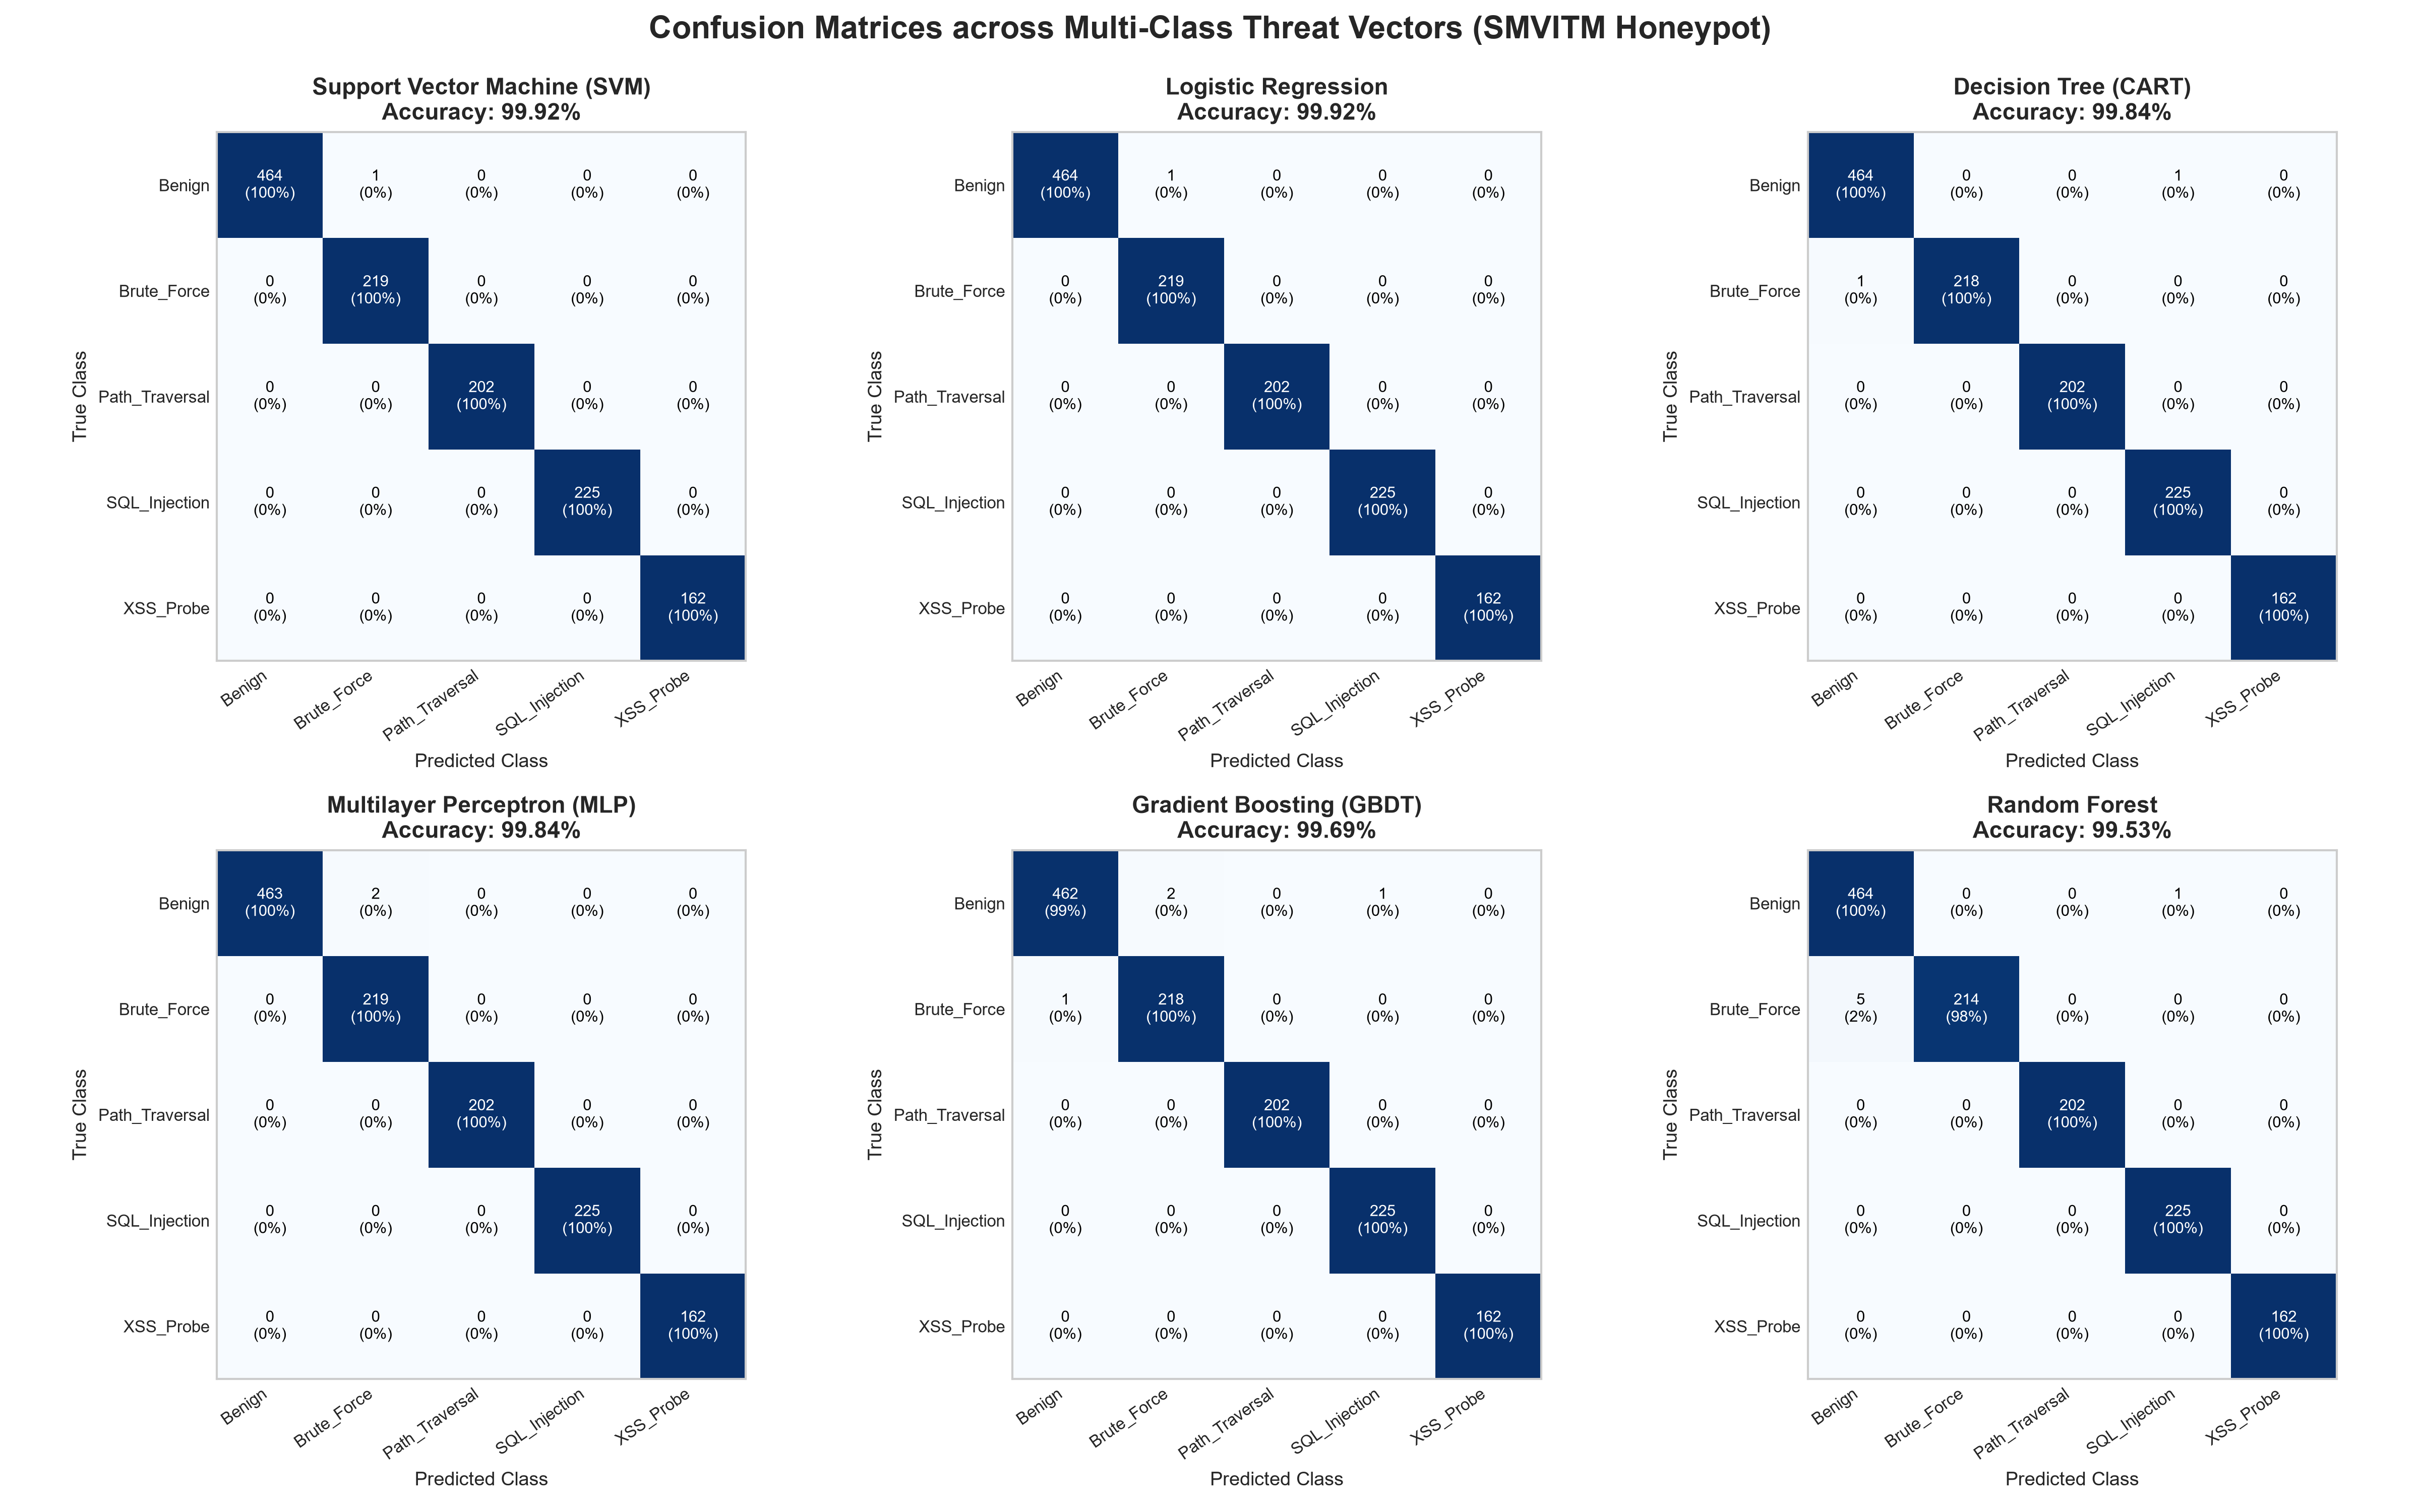 Confusion Matrices across Multi-Class Threat Vectors (SMVITM Honeypot)
Support Vector Machine (SVM)
Accuracy: 99.92%
True Class
Benign
464 1 0 0 0
(100%) (0%) (0%) (0%) (0%)
Brute_Force
0 219 0 0 0
(0%) (100%) (0%) (0%) (0%)
Path_Traversal
0 0 202 0 0
(0%) (0%) (100%) (0%) (0%)
SQL_Injection
0 0 0 225 0
(0%) (0%) (0%) (100%) (0%)
XSS_Probe
0 0 0 0 162
(0%) (0%) (0%) (0%) (100%)
Benign Brute_Force Path_Traversal SQL_Injection XSS_Probe
Predicted Class
Logistic Regression
Accuracy: 99.92%
True Class
Benign
464 1 0 0 0
(100%) (0%) (0%) (0%) (0%)
Brute_Force
0 219 0 0 0
(0%) (100%) (0%) (0%) (0%)
Path_Traversal
0 0 202 0 0
(0%) (0%) (100%) (0%) (0%)
SQL_Injection
0 0 0 225 0
(0%) (0%) (0%) (100%) (0%)
XSS_Probe
0 0 0 0 162
(0%) (0%) (0%) (0%) (100%)
Benign Brute_Force Path_Traversal SQL_Injection XSS_Probe
Predicted Class
Decision Tree (CART)
Accuracy: 99.84%
True Class
Benign
464 0 0 1 0
(100%) (0%) (0%) (0%) (0%)
Brute_Force
1 218 0 0 0
(0%) (100%) (0%) (0%) (0%)
Path_Traversal
0 0 202 0 0
(0%) (0%) (100%) (0%) (0%)
SQL_Injection
0 0 0 225 0
(0%) (0%) (0%) (100%) (0%)
XSS_Probe
0 0 0 0 162
(0%) (0%) (0%) (0%) (100%)
Benign Brute_Force Path_Traversal SQL_Injection XSS_Probe
Predicted Class
Multilayer Perceptron (MLP)
Accuracy: 99.84%
True Class
Benign
463 2 0 0 0
(100%) (0%) (0%) (0%) (0%)
Brute_Force
0 219 0 0 0
(0%) (100%) (0%) (0%) (0%)
Path_Traversal
0 0 202 0 0
(0%) (0%) (100%) (0%) (0%)
SQL_Injection
0 0 0 225 0
(0%) (0%) (0%) (100%) (0%)
XSS_Probe
0 0 0 0 162
(0%) (0%) (0%) (0%) (100%)
Benign Brute_Force Path_Traversal SQL_Injection XSS_Probe
Predicted Class
Gradient Boosting (GBDT)
Accuracy: 99.69%
True Class
Benign
462 2 0 1 0
(99%) (0%) (0%) (0%) (0%)
Brute_Force
1 218 0 0 0
(0%) (100%) (0%) (0%) (0%)
Path_Traversal
0 0 202 0 0
(0%) (0%) (100%) (0%) (0%)
SQL_Injection
0 0 0 225 0
(0%) (0%) (0%) (100%) (0%)
XSS_Probe
0 0 0 0 162
(0%) (0%) (0%) (0%) (100%)
Benign Brute_Force Path_Traversal SQL_Injection XSS_Probe
Predicted Class
Random Forest
Accuracy: 99.53%
True Class
Benign
464 0 0 1 0
(100%) (0%) (0%) (0%) (0%)
Brute_Force
5 214 0 0 0
(2%) (98%) (0%) (0%) (0%)
Path_Traversal
0 0 202 0 0
(0%) (0%) (100%) (0%) (0%)
SQL_Injection
0 0 0 225 0
(0%) (0%) (0%) (100%) (0%)
XSS_Probe
0 0 0 0 162
(0%) (0%) (0%) (0%) (100%)
Benign Brute_Force Path_Traversal SQL_Injection XSS_Probe
Predicted Class